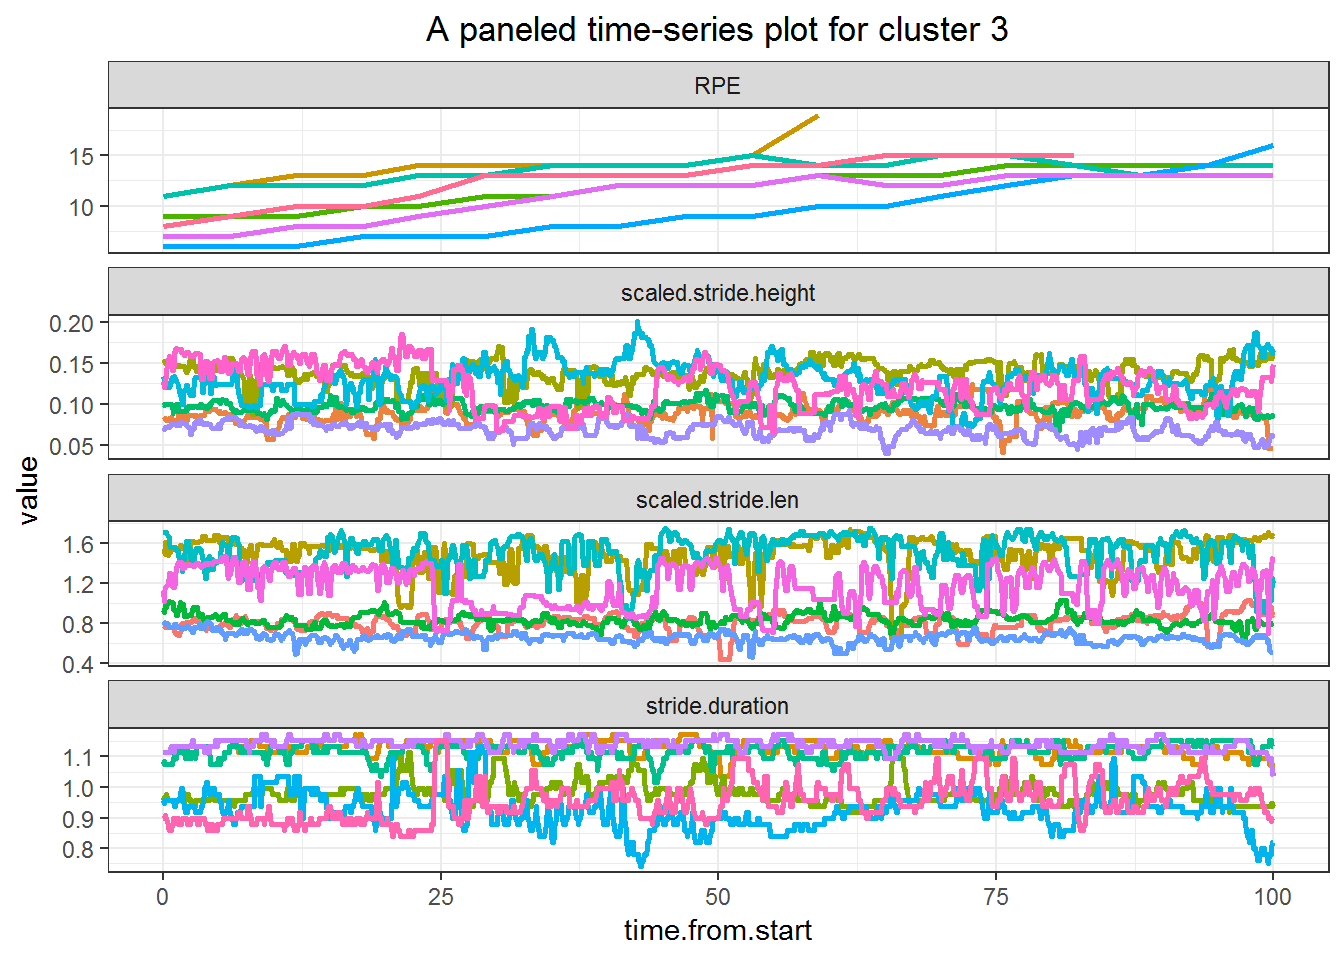 A paneled time-series plot for cluster 3
RPE
15
10
scaled.stride.height
0.20
0.15
0.10
0.05
scaled.stride.len
1.6
1.2
0.8
0.4
stride.duration
1.1
1.0
0.9
0.8
value
0 25 50 75 100
time.from.start